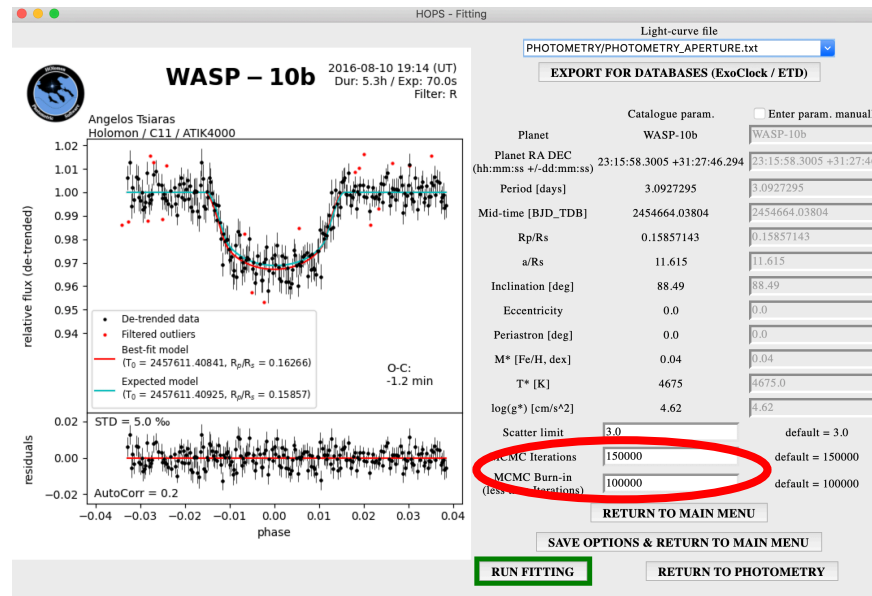 HOPS - Fitting
WASP – 10b
2016-08-10 19:14 (UT)
Dur: 5.3h / Exp: 70.0s
Filter: R
Angelos Tsiaras
Holomon / C11 / ATIK4000
1.02
1.01
1.00
0.99
0.98
0.97
0.96
0.95
0.94
relative flux (de-trended)
De-trended data
Filtered outliers
Best-fit model
(T0 = 2457611.40841, Rp/Rs = 0.16266)
Expected model
(T0 = 2457611.40925, Rp/Rs = 0.15857)
O-C:
-1.2 min
0.02
0.00
−0.02
residuals
STD = 5.0 ‰
AutoCorr = 0.2
−0.04 −0.03 −0.02 −0.01 0.00 0.01 0.02 0.03 0.04
phase
Light-curve file
PHOTOMETRY/PHOTOMETRY_APERTURE.txt
EXPORT FOR DATABASES (ExoClock / ETD)
Catalogue param. Enter param. manual
Planet WASP-10b WASP-10b
Planet RA DEC
(hh:mm:ss +/-dd:mm:ss) 23:15:58.3005 +31:27:46.294 23:15:58.3005 +31:27:46
Period [days] 3.0927295 3.0927295
Mid-time [BJD_TDB] 2454664.03804 2454664.03804
Rp/Rs 0.15857143 0.15857143
a/Rs 11.615 11.615
Inclination [deg] 88.49 88.49
Eccentricity 0.0 0.0
Periastron [deg] 0.0 0.0
M* [Fe/H, dex] 0.04 0.04
T* [K] 4675 4675.0
log(g*) [cm/s^2] 4.62 4.62
Scatter limit 3.0 default = 3.0
MCMC Iterations 150000 default = 150000
MCMC Burn-in
(less than Iterations) 100000 default = 100000
RETURN TO MAIN MENU
SAVE OPTIONS & RETURN TO MAIN MENU
RUN FITTING RETURN TO PHOTOMETRY